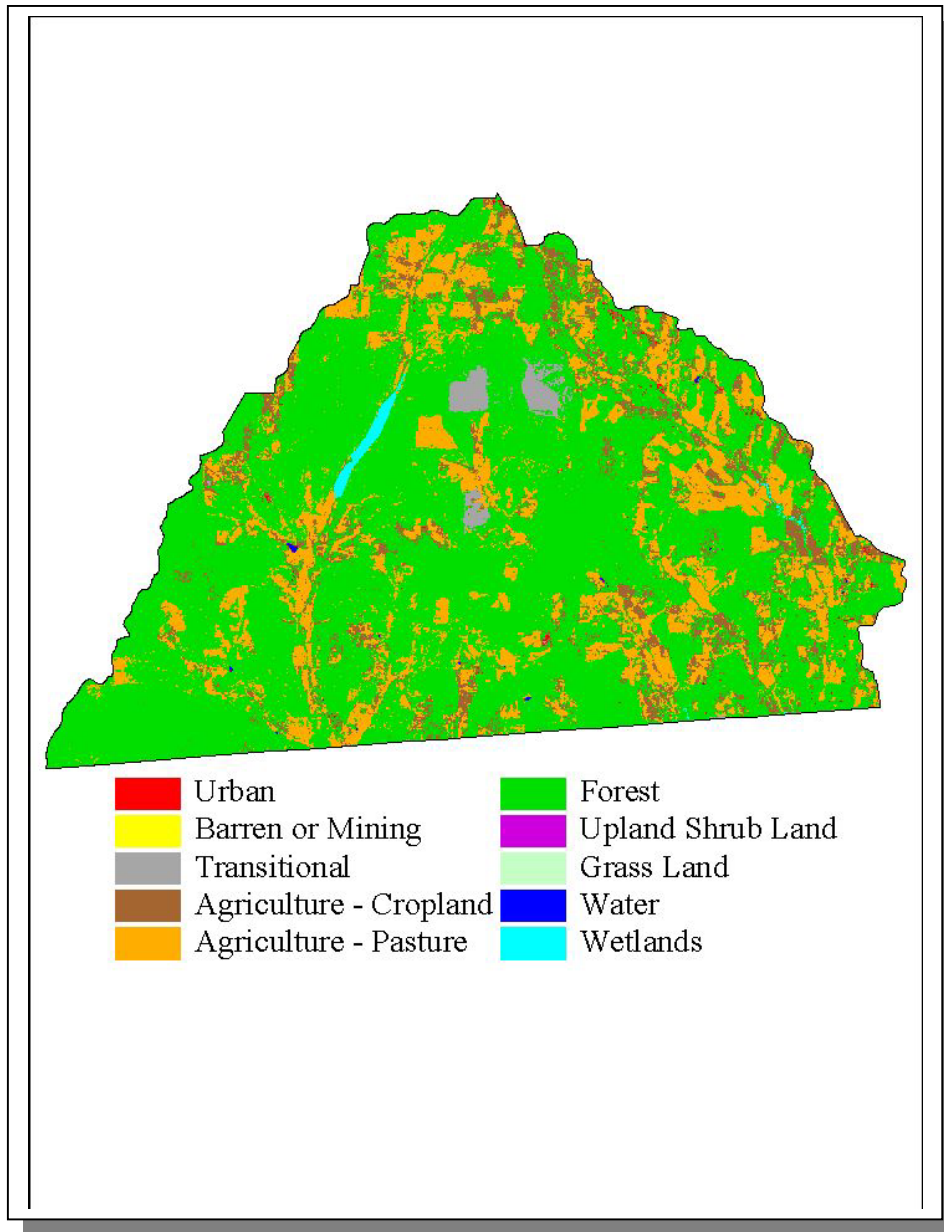 Urban
Barren or Mining
Transitional
Agriculture - Cropland
Agriculture - Pasture
Forest
Upland Shrub Land
Grass Land
Water
Wetlands